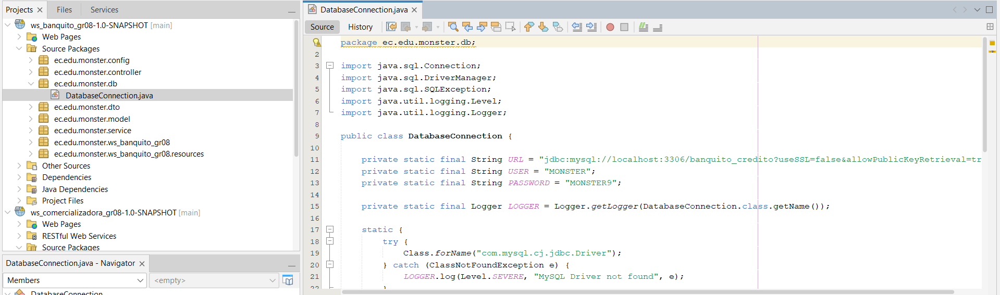 Projects
Files
Services
ws_banquito_gr08-1.0-SNAPSHOT [main]
Web Pages
Source Packages
ec.edu.monster.config
ec.edu.monster.controller
ec.edu.monster.db
DatabaseConnection.java
ec.edu.monster.dto
ec.edu.monster.model
ec.edu.monster.service
ec.edu.monster.ws_banquito_gr08
ec.edu.monster.ws_banquito_gr08.resources
Other Sources
Dependencies
Java Dependencies
Project Files
ws_comercializadora_gr08-1.0-SNAPSHOT [main]
Web Pages
RESTful Web Services
Source Packages
DatabaseConnection.java - Navigator
Members
<empty>
DatabaseConnection
DatabaseConnection.java
Source
History
package ec.edu.monster.db;
2
3 import java.sql.Connection;
4 import java.sql.DriverManager;
5 import java.sql.SQLException;
6 import java.util.logging.Level;
7 import java.util.logging.Logger;
8
9 public class DatabaseConnection {
10
11 private static final String URL = "jdbc:mysql://localhost:3306/banquito_credito?useSSL=false&allowPublicKeyRetrieval=tr
12 private static final String USER = "MONSTER";
13 private static final String PASSWORD = "MONSTER9";
14
15 private static final Logger LOGGER = Logger.getLogger(DatabaseConnection.class.getName());
16
17 static {
18 try {
19 Class.forName("com.mysql.cj.jdbc.Driver");
20 } catch (ClassNotFoundException e) {
21 LOGGER.log(Level.SEVERE, "MySQL Driver not found", e);
22 }